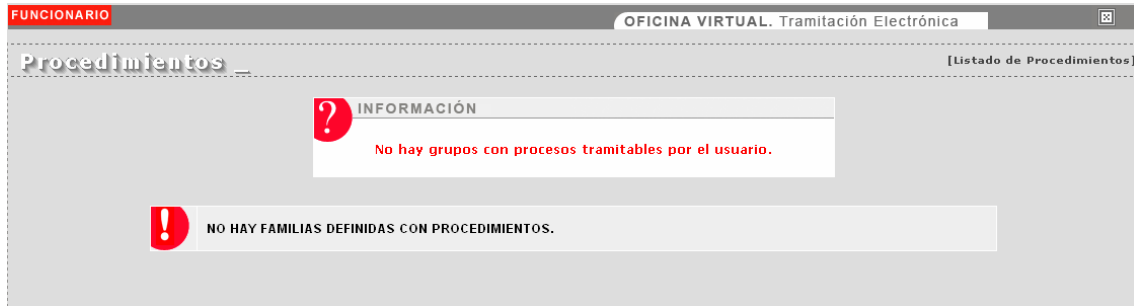 FUNCIONARIO
OFICINA VIRTUAL. Tramitación Electrónica
Procedimientos _
[Listado de Procedimientos]
?
INFORMACIÓN
No hay grupos con procesos tramitables por el usuario.
!
NO HAY FAMILIAS DEFINIDAS CON PROCEDIMIENTOS.